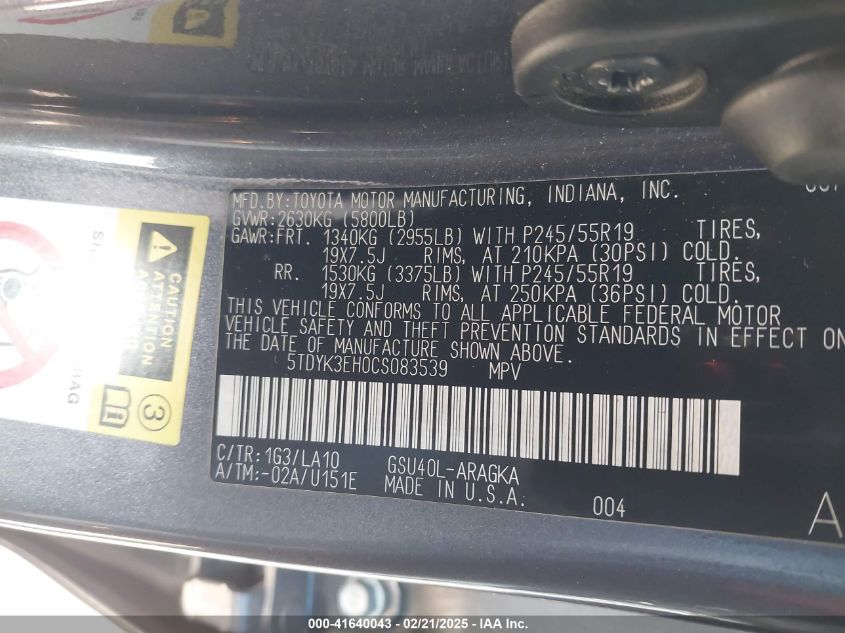 MFD.BY:TOYOTA MOTOR MANUFACTURING, INDIANA, INC.
GVWR:2630KG (5800LB)
GAWR:FRT. 1340KG (2955LB) WITH P245/55R19 TIRES,
19X7.5J RIMS, AT 210KPA (30PSI) COLD.
RR. 1530KG (3375LB) WITH P245/55R19 TIRES,
19X7.5J RIMS, AT 250KPA (36PSI) COLD.
THIS VEHICLE CONFORMS TO ALL APPLICABLE FEDERAL MOTOR
VEHICLE SAFETY AND THEFT PREVENTION STANDARDS IN EFFECT ON
THE DATE OF MANUFACTURE SHOWN ABOVE.
5TDYK3EH0CS083539 MPV
C/TR:1G3/LA10 GSU40L-ARAGKA
A/TM:-02A/U151E MADE IN U.S.A.
004
A
CAUTION
ATTENTION
3
000-41640043 - 02/21/2025 - IAA Inc.